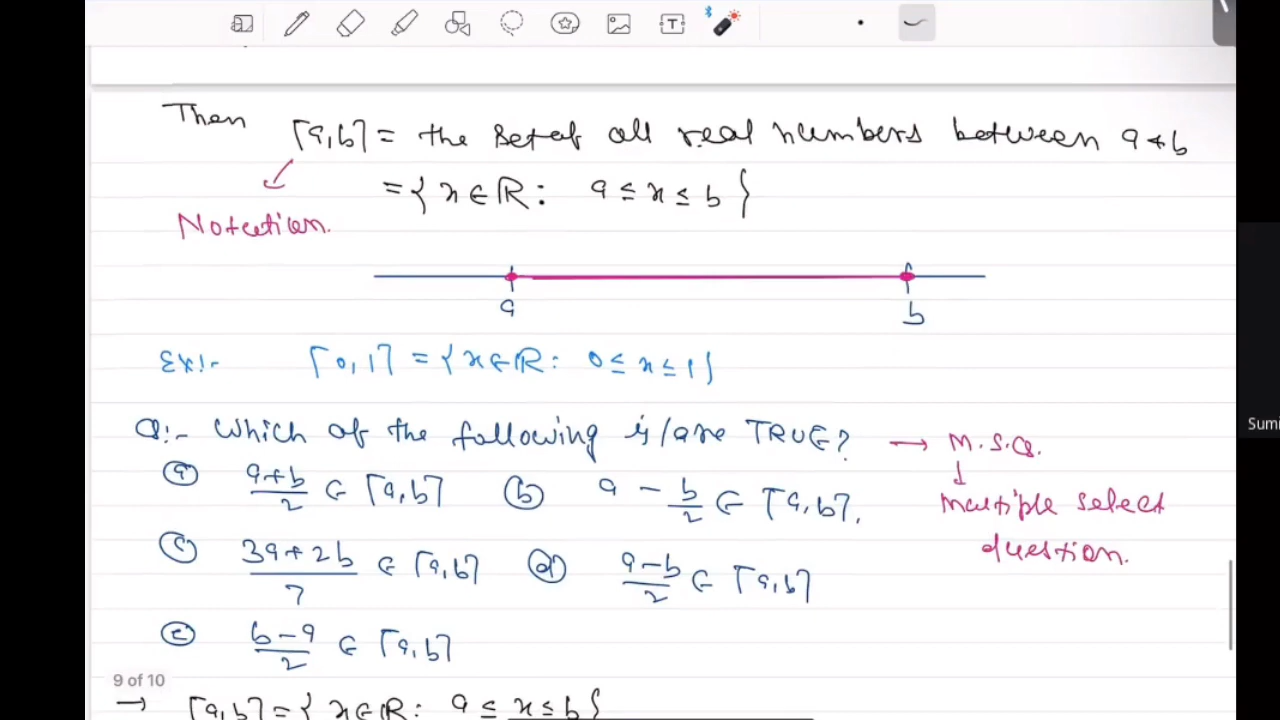 Then [a,b] = the set of all real numbers between a & b
= { x ∈ ℝ : a ≤ x ≤ b }
Notation.
a b
Ex:- [0,1] = { x ∈ ℝ : 0 ≤ x ≤ 1 }
Q:- Which of the following is/are TRUE? → M.S.Q.
(a) a+b/2 ∈ [a,b] (b) a - b/2 ∈ [a,b].
Multiple select
question.
(c) 3a+2b/7 ∈ [a,b] (d) a-b/2 ∈ [a,b]
(e) b-a/2 ∈ [a,b]
9 of 10
→ [a,b] = { x ∈ ℝ : a ≤ x ≤ b }